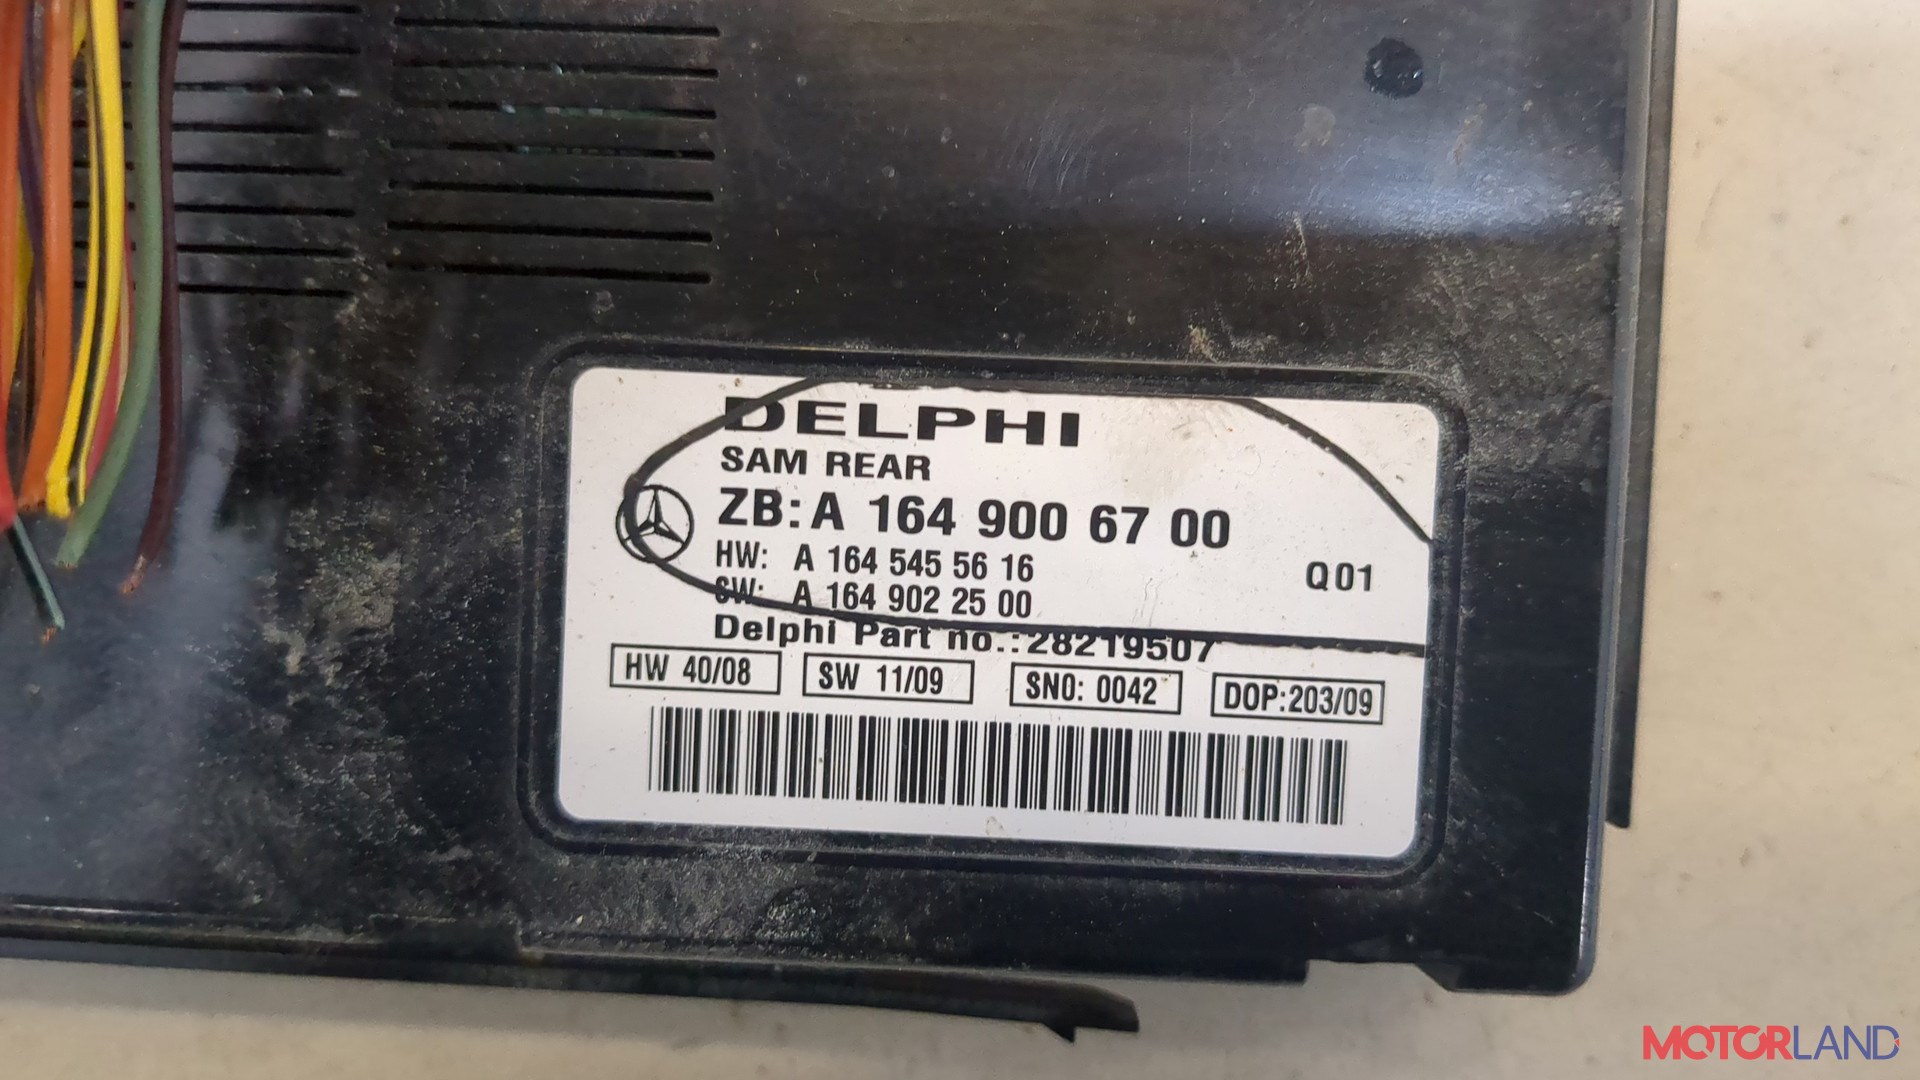 DELPHI
SAM REAR
ZB: A 164 900 67 00
HW: A 164 545 56 16
Q01
SW: A 164 902 25 00
Delphi Part no.:28219507
HW 40/08 SW 11/09 SNO: 0042 DOP:203/09
MOTORLAND